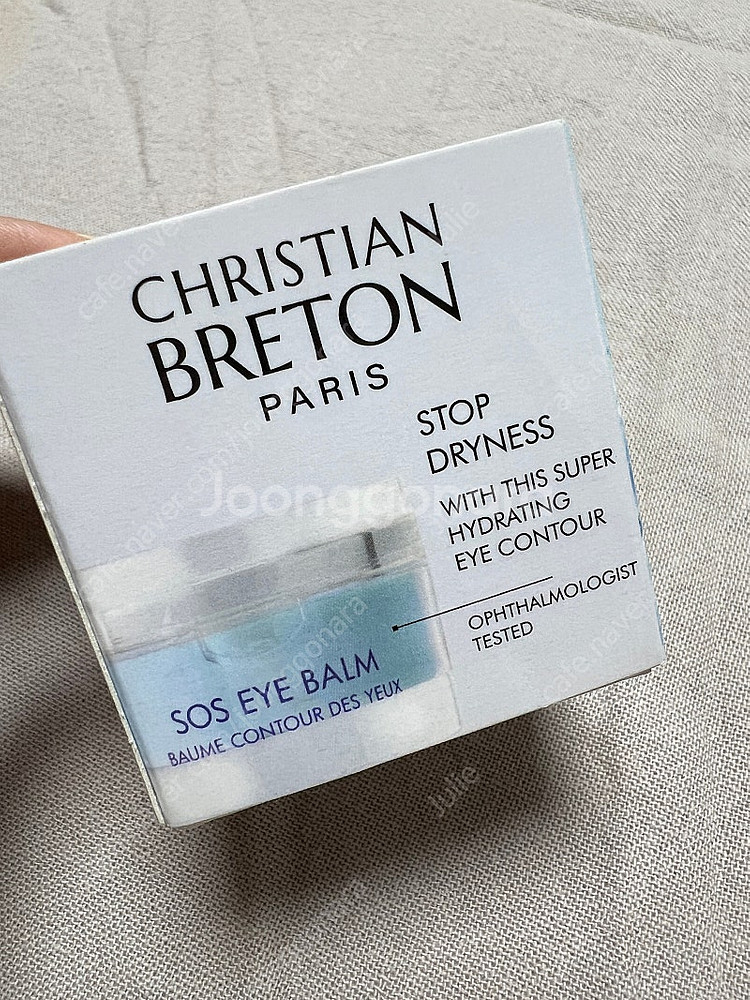 CHRISTIAN
BRETON
PARIS
STOP
DRYNESS
WITH THIS SUPER
HYDRATING
EYE CONTOUR
OPHTHALMOLOGIST
TESTED
SOS EYE BALM
BAUME CONTOUR DES YEUX
Julie